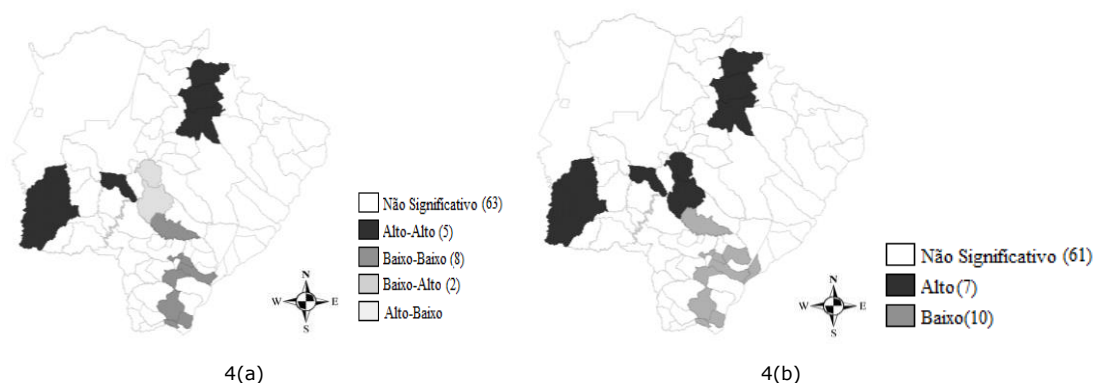 Não Significativo (63)
Alto-Alto (5)
Baixo-Baixo (8)
Baixo-Alto (2)
Alto-Baixo
N
W E
S
4(a)
Não Significativo (61)
Alto (7)
Baixo(10)
N
W E
S
4(b)